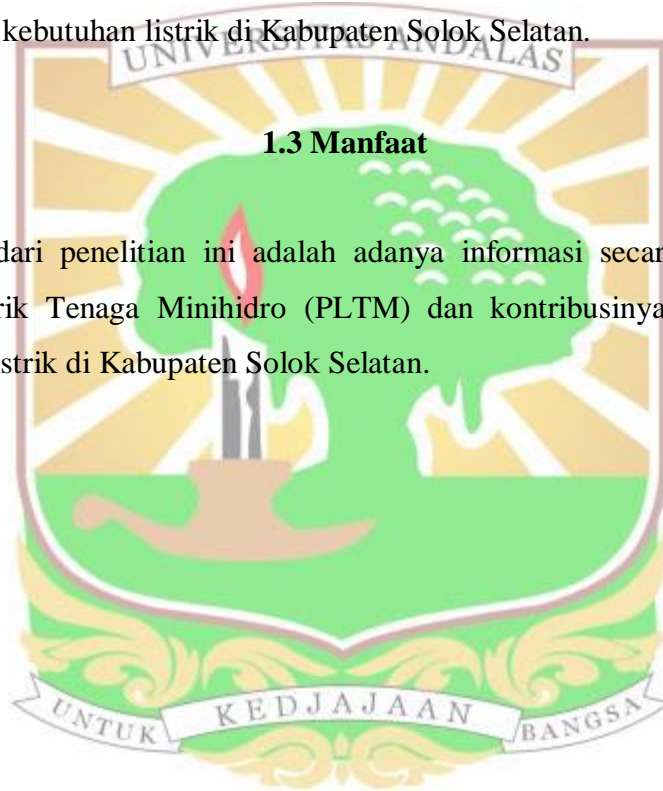 kebutuhan listrik di Kabupaten Solok Selatan.
UNIVERSITAS ANDALAS
1.3 Manfaat
dari penelitian ini adalah adanya informasi secar
rik Tenaga Minihidro (PLTM) dan kontribusinya
strik di Kabupaten Solok Selatan.
UNTUK KEDJAJAAN BANGSA